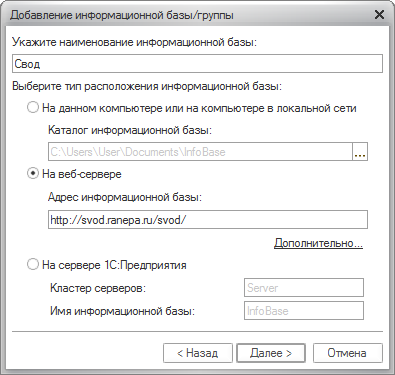 Добавление информационной базы/группы
Укажите наименование информационной базы:
Свод
Выберите тип расположения информационной базы:
На данном компьютере или на компьютере в локальной сети
Каталог информационной базы:
C:\Users\User\Documents\InfoBase ...
На веб-сервере
Адрес информационной базы:
http://svod.ranepa.ru/svod/
Дополнительно...
На сервере 1С:Предприятия
Кластер серверов: Server
Имя информационной базы: InfoBase
< Назад Далее > Отмена